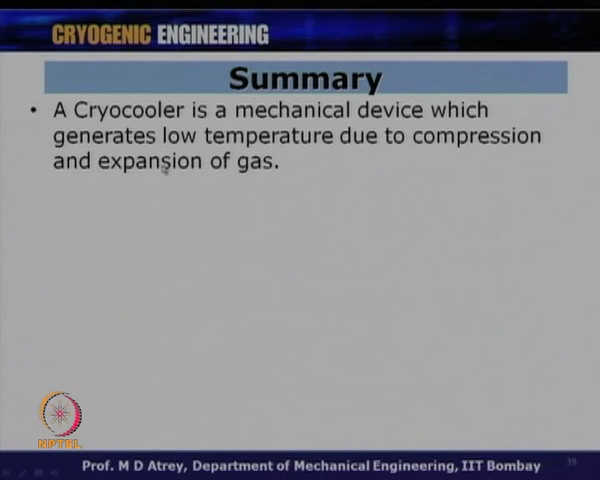 CRYOGENIC ENGINEERING
Summary
• A Cryocooler is a mechanical device which
generates low temperature due to compression
and expansion of gas.
NPTEL
Prof. M D Atrey, Department of Mechanical Engineering, IIT Bombay
39